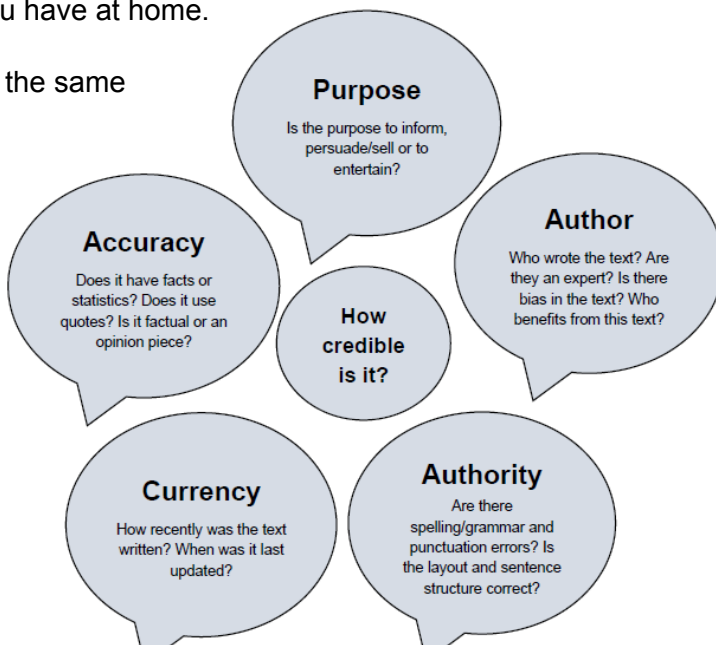 u have at home.
the same
Purpose
Is the purpose to inform,
persuade/sell or to
entertain?
Accuracy
Does it have facts or
statistics? Does it use
quotes? Is it factual or an
opinion piece?
Author
Who wrote the text? Are
they an expert? Is there
bias in the text? Who
benefits from this text?
How
credible
is it?
Currency
How recently was the text
written? When was it last
updated?
Authority
Are there
spelling/grammar and
punctuation errors? Is
the layout and sentence
structure correct?